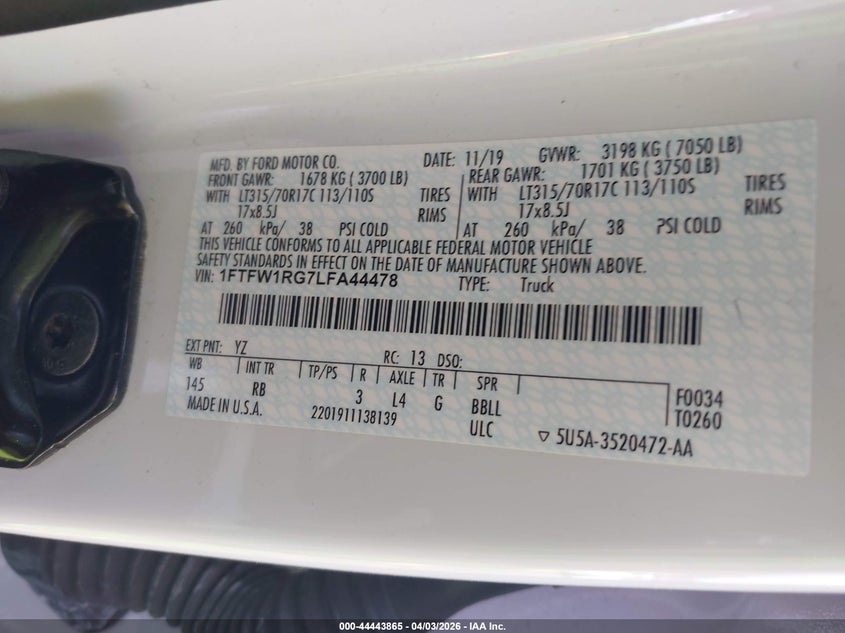 MFD. BY FORD MOTOR CO. DATE: 11/19 GVWR: 3198 KG ( 7050 LB)
FRONT GAWR: 1678 KG ( 3700 LB) REAR GAWR: 1701 KG ( 3750 LB)
WITH LT315/70R17C 113/110S TIRES WITH LT315/70R17C 113/110S TIRES
17x8.5J RIMS 17x8.5J RIMS
AT 260 kPa/ 38 PSI COLD AT 260 kPa/ 38 PSI COLD
THIS VEHICLE CONFORMS TO ALL APPLICABLE FEDERAL MOTOR VEHICLE
SAFETY STANDARDS IN EFFECT ON THE DATE OF MANUFACTURE SHOWN ABOVE.
VIN: 1FTFW1RG7LFA44478 TYPE: Truck
EXT PNT: YZ RC: 13 DSO:
WB INT TR TP/PS R AXLE TR SPR F0034
145 RB 3 L4 G BBLL T0260
MADE IN U.S.A. 2201911138139 ULC ▽ 5U5A-3520472-AA
000-44443865 - 04/03/2026 - IAA Inc.